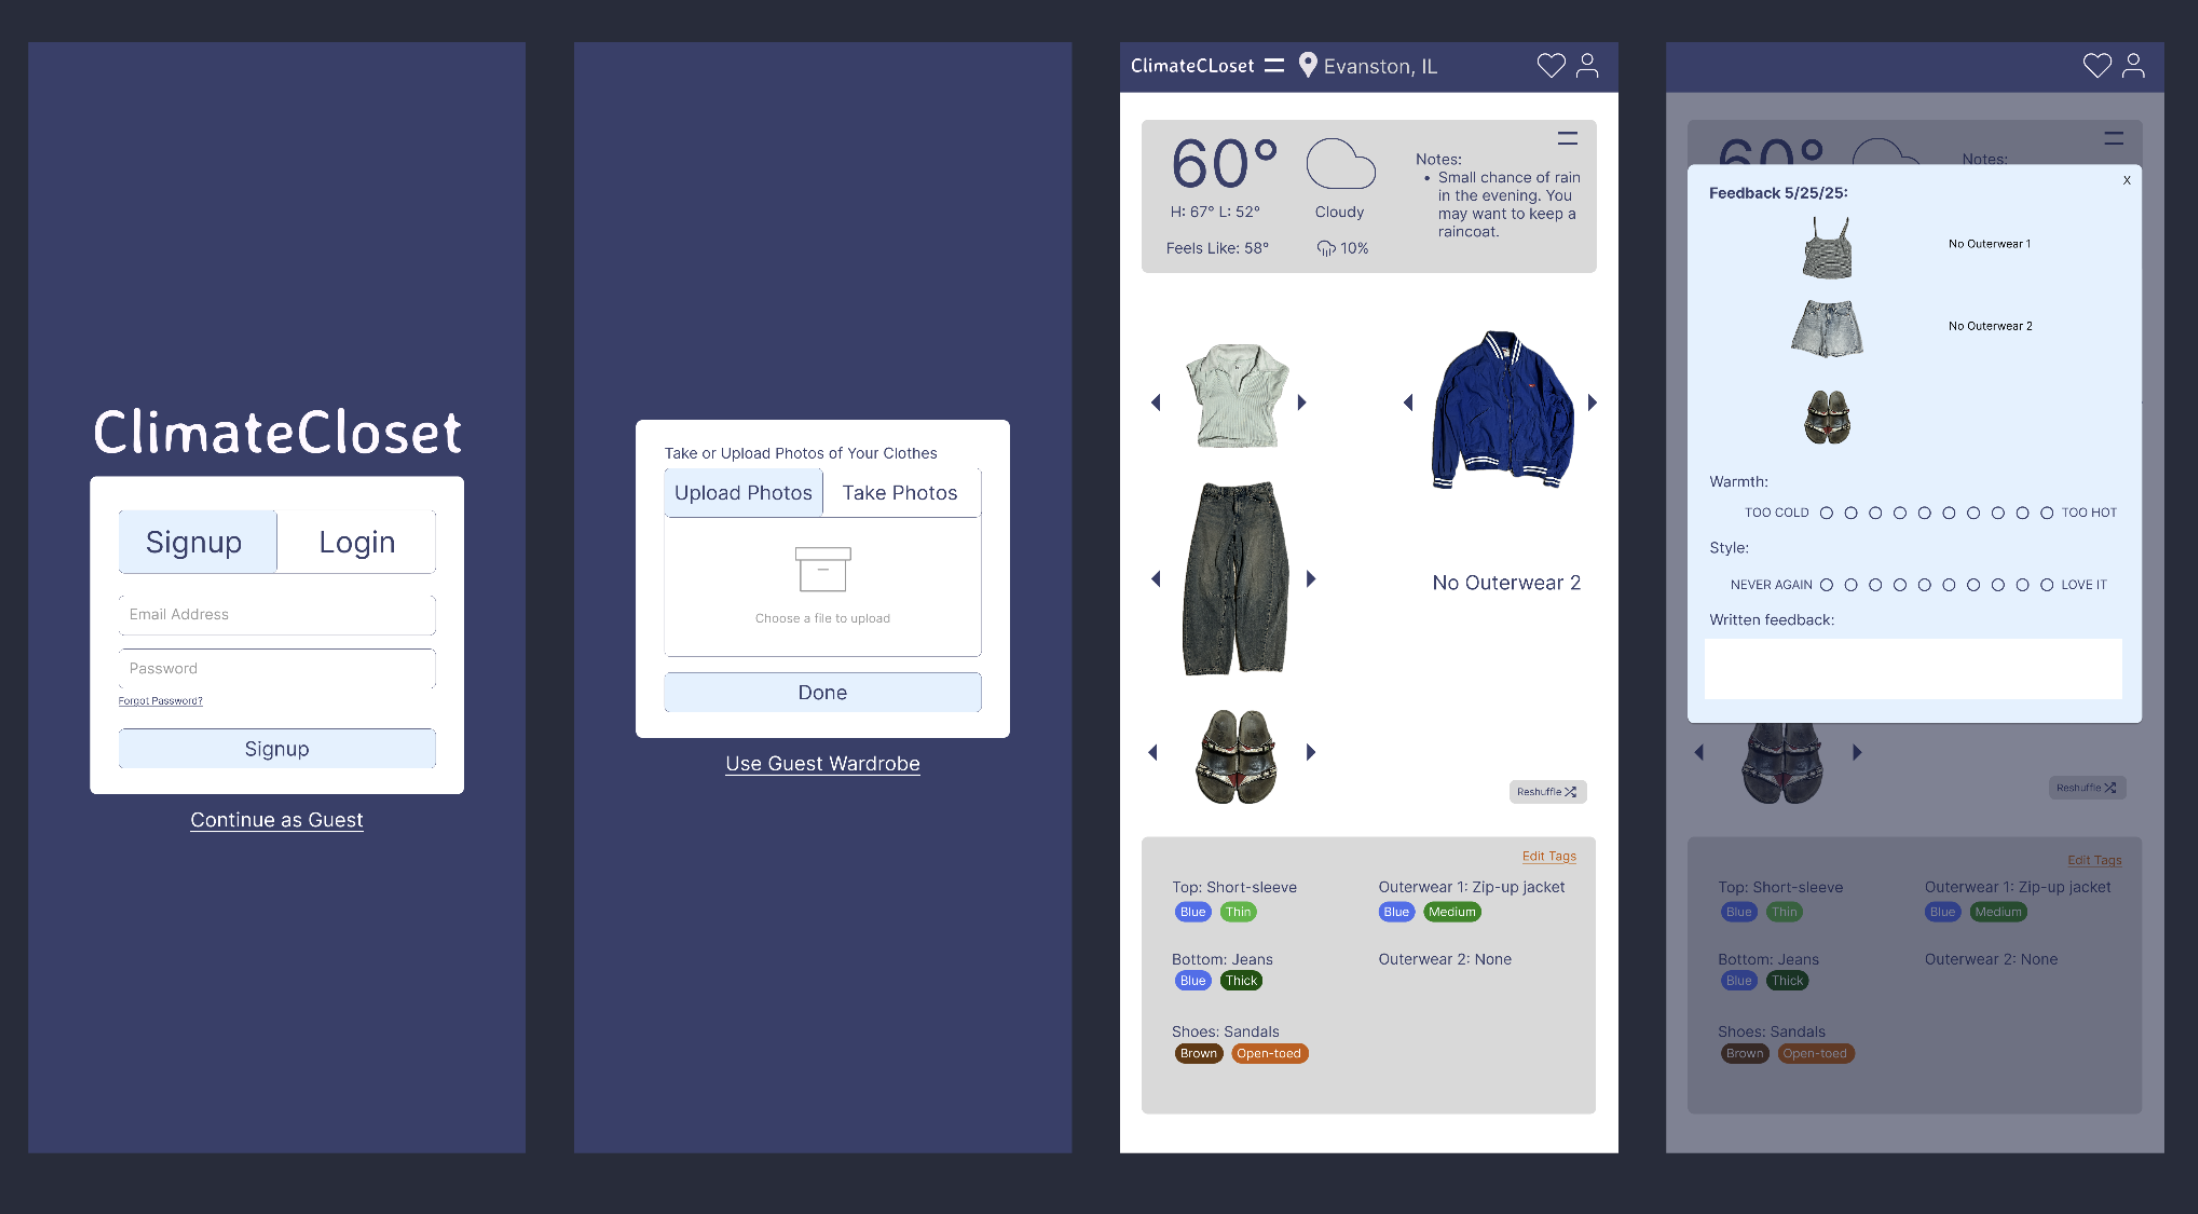 ClimateCloset
Signup
Login
Email Address
Password
Forgot Password?
Signup
Continue as Guest
Take or Upload Photos of Your Clothes
Upload Photos
Take Photos
Choose a file to upload
Done
Use Guest Wardrobe
ClimateCLoset
Evanston, IL
60°
H: 67° L: 52°
Feels Like: 58°
Cloudy
10%
Notes:
• Small chance of rain
in the evening. You
may want to keep a
raincoat.
No Outerwear 2
Reshuffle
Edit Tags
Top: Short-sleeve
Blue Thin
Outerwear 1: Zip-up jacket
Blue Medium
Bottom: Jeans
Blue Thick
Outerwear 2: None
Shoes: Sandals
Brown Open-toed
60°
Notes:
Feedback 5/25/25:
X
No Outerwear 1
No Outerwear 2
Warmth:
TOO COLD TOO HOT
Style:
NEVER AGAIN LOVE IT
Written feedback:
Reshuffle
Edit Tags
Top: Short-sleeve
Blue Thin
Outerwear 1: Zip-up jacket
Blue Medium
Bottom: Jeans
Blue Thick
Outerwear 2: None
Shoes: Sandals
Brown Open-toed